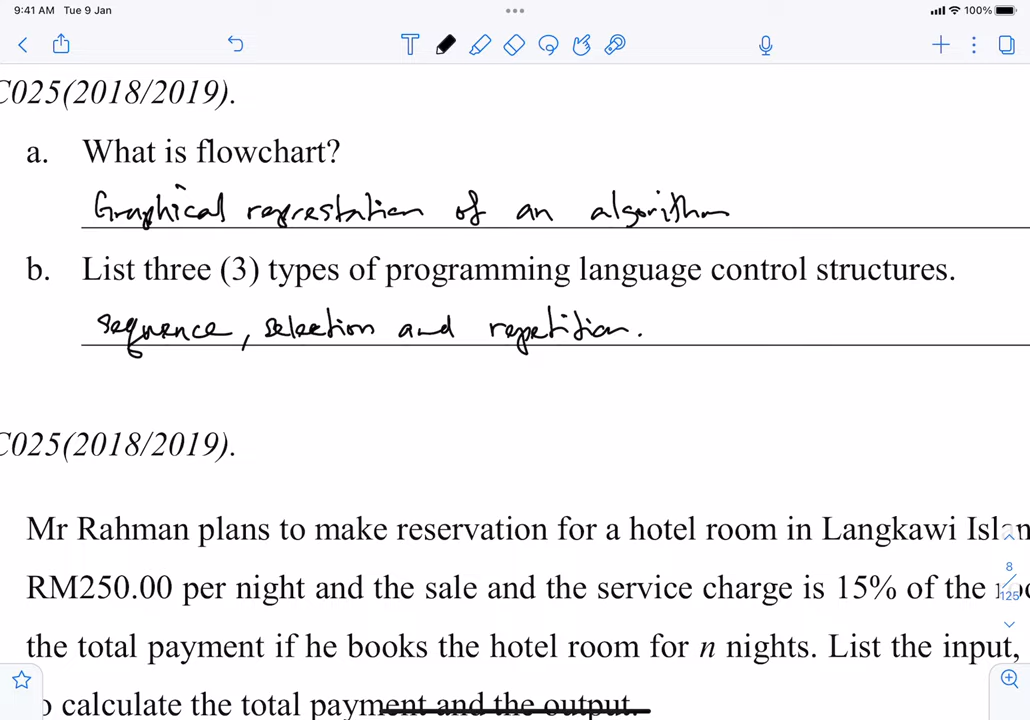 9:41 AM Tue 9 Jan 100%
C025(2018/2019).
a. What is flowchart?
Graphical represtation of an algorithm
b. List three (3) types of programming language control structures.
sequence, selection and repetition.
C025(2018/2019).
Mr Rahman plans to make reservation for a hotel room in Langkawi Islan
RM250.00 per night and the sale and the service charge is 15% of the
the total payment if he books the hotel room for n nights. List the input,
o calculate the total payment and the output.
8
125